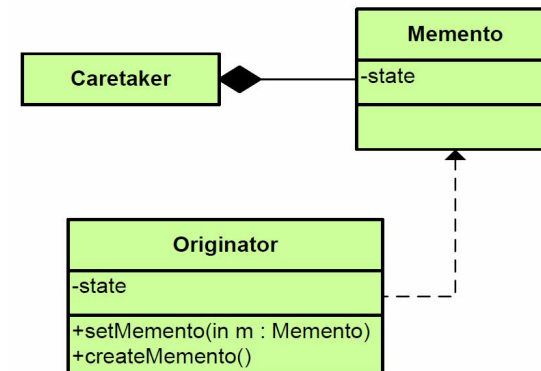 Memento
-state
Caretaker
Originator
-state
+setMemento(in m : Memento)
+createMemento()